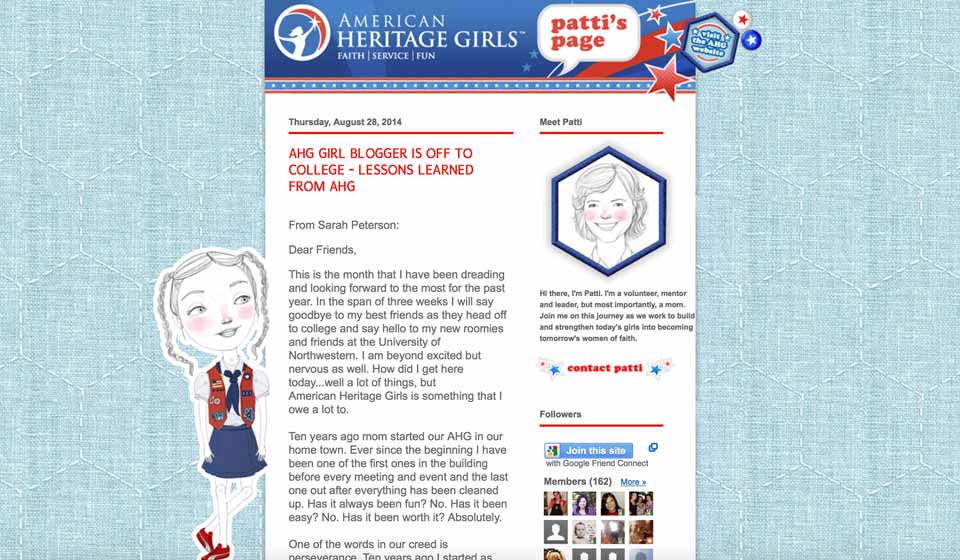 AMERICAN
HERITAGE GIRLS™
FAITH | SERVICE | FUN
patti's
page
visit
the AHG
website
Thursday, August 28, 2014
AHG GIRL BLOGGER IS OFF TO
COLLEGE - LESSONS LEARNED
FROM AHG
From Sarah Peterson:
Dear Friends,
This is the month that I have been dreading
and looking forward to the most for the past
year. In the span of three weeks I will say
goodbye to my best friends as they head off
to college and say hello to my new roomies
and friends at the University of
Northwestern. I am beyond excited but
nervous as well. How did I get here
today...well a lot of things, but
American Heritage Girls is something that I
owe a lot to.
Ten years ago mom started our AHG in our
home town. Ever since the beginning I have
been one of the first ones in the building
before every meeting and event and the last
one out after everything has been cleaned
up. Has it always been fun? No. Has it been
easy? No. Has it been worth it? Absolutely.
One of the words in our creed is
perseverance. Ten years ago I started as
Meet Patti
Hi there, I'm Patti. I'm a volunteer, mentor
and leader, but most importantly, a mom.
Join me on this journey as we work to build
and strengthen today's girls into becoming
tomorrow's women of faith.
contact patti
Followers
Join this site
with Google Friend Connect
Members (162) More »